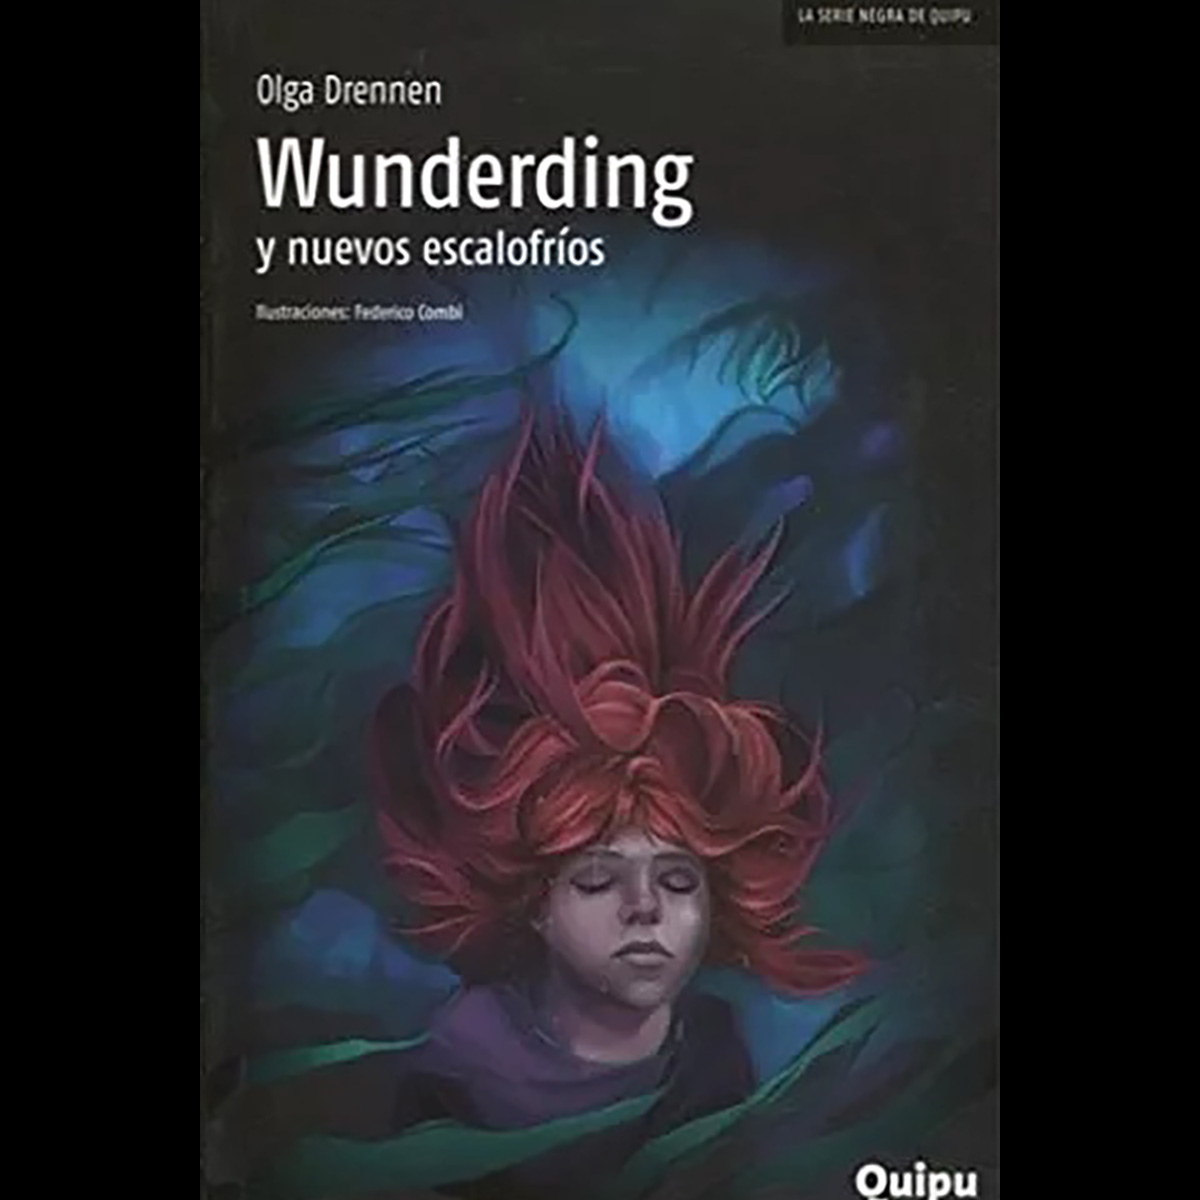 LA SERIE NEGRA DE QUIPU
Olga Drennen
Wunderding
y nuevos escalofríos
Ilustraciones: Federico Combi
Quipu